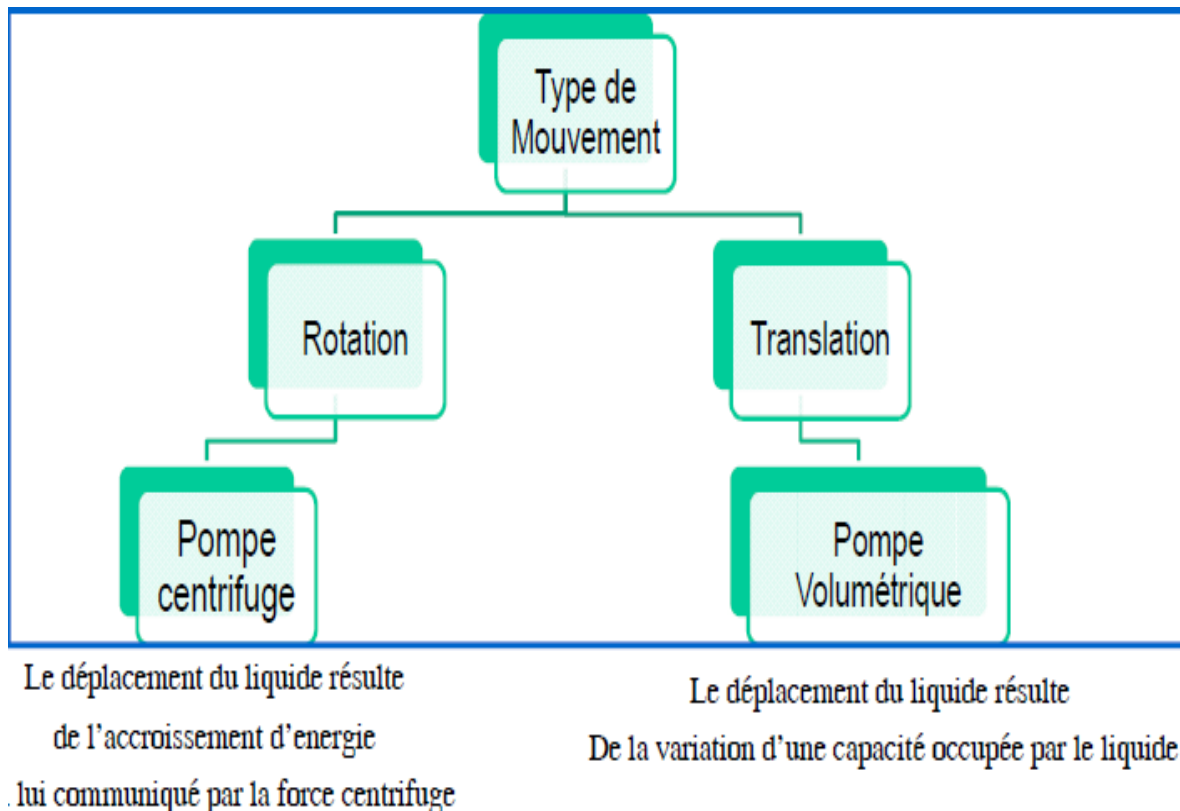 Type de
Mouvement
Rotation
Translation
Pompe
centrifuge
Pompe
Volumétrique
Le déplacement du liquide résulte
de l'accroissement d'energie
. lui communiqué par la force centrifuge
Le déplacement du liquide résulte
De la variation d'une capacité occupée par le liquide